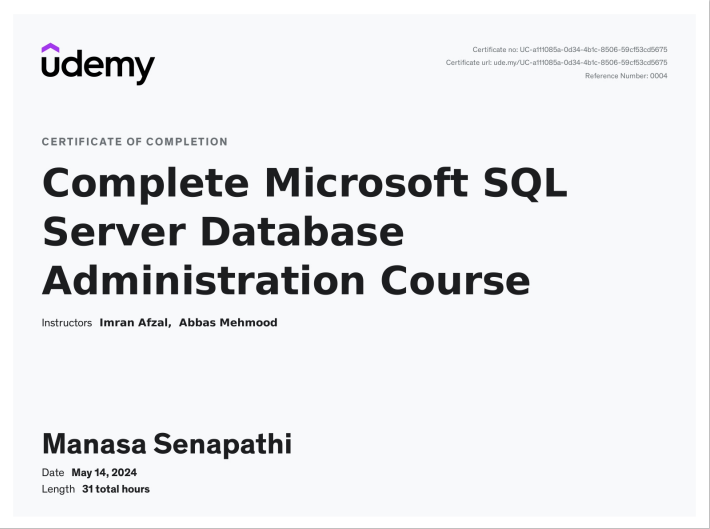 udemy
Certificate no: UC-a111085a-0d34-4b1c-8506-59cf53cd5675
Certificate url: ude.my/UC-a111085a-0d34-4b1c-8506-59cf53cd5675
Reference Number: 0004
CERTIFICATE OF COMPLETION
Complete Microsoft SQL
Server Database
Administration Course
Instructors Imran Afzal, Abbas Mehmood
Manasa Senapathi
Date May 14, 2024
Length 31 total hours